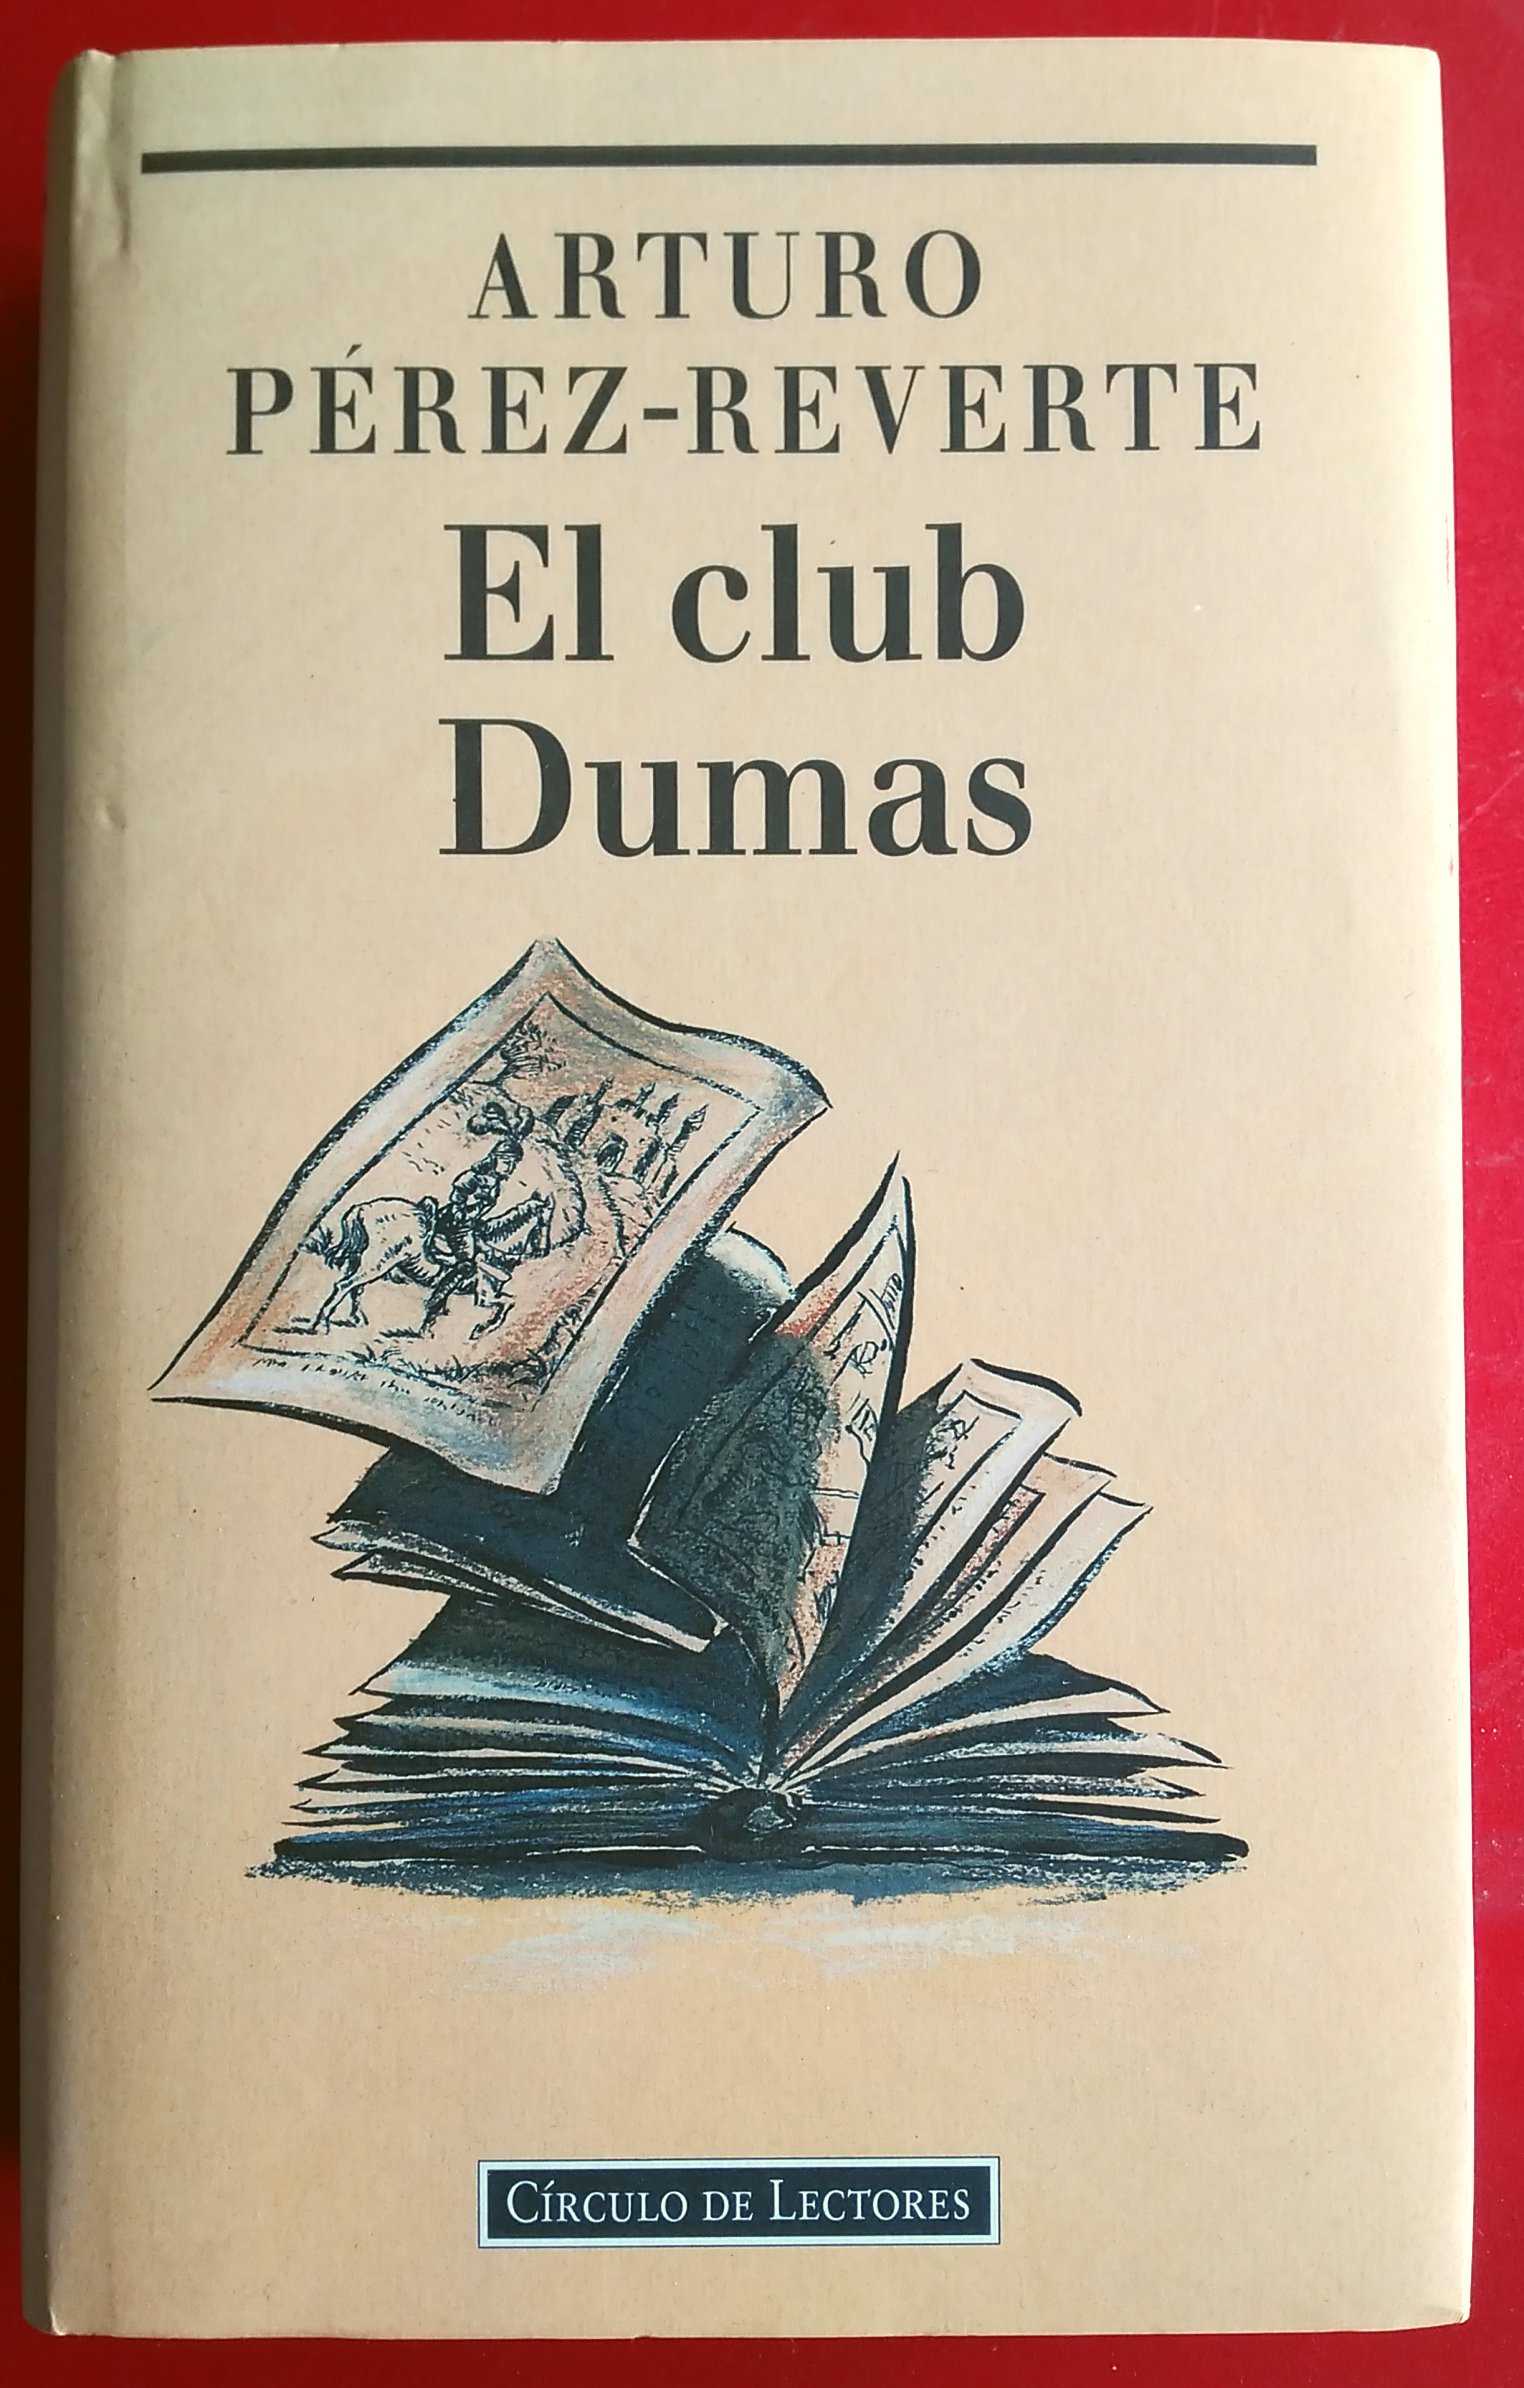 ARTURO
PÉREZ-REVERTE
El club
Dumas
CÍRCULO DE LECTORES